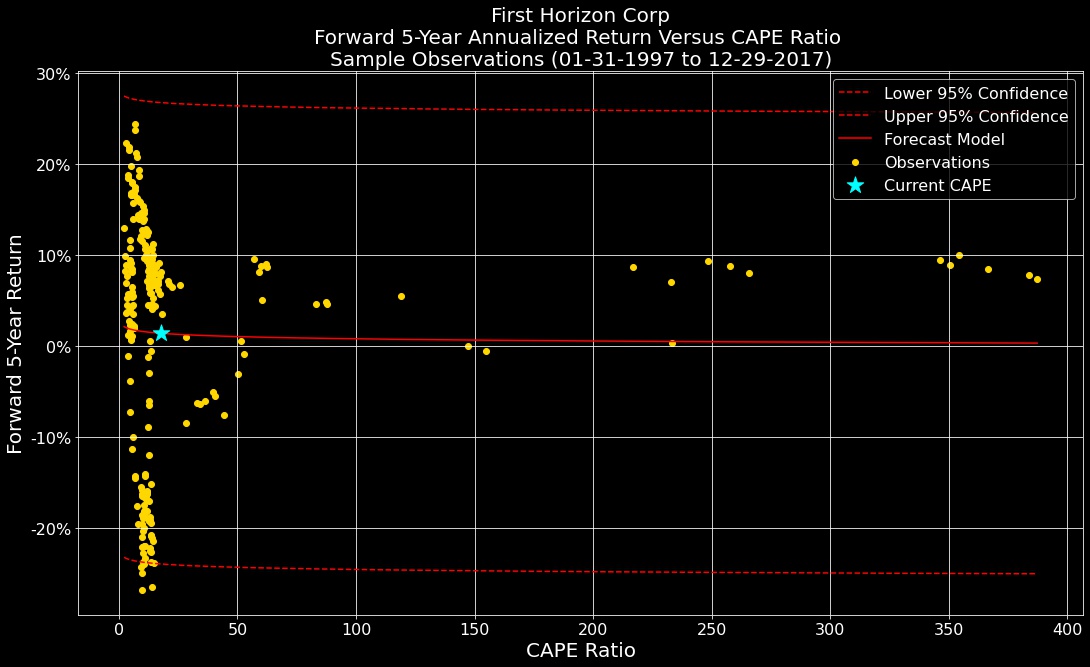 First Horizon Corp
Forward 5-Year Annualized Return Versus CAPE Ratio
Sample Observations (01-31-1997 to 12-29-2017)
Lower 95% Confidence
Upper 95% Confidence
Forecast Model
Observations
Current CAPE
Forward 5-Year Return
30%
20%
10%
0%
-10%
-20%
0
50
100
150
200
250
300
350
400
CAPE Ratio